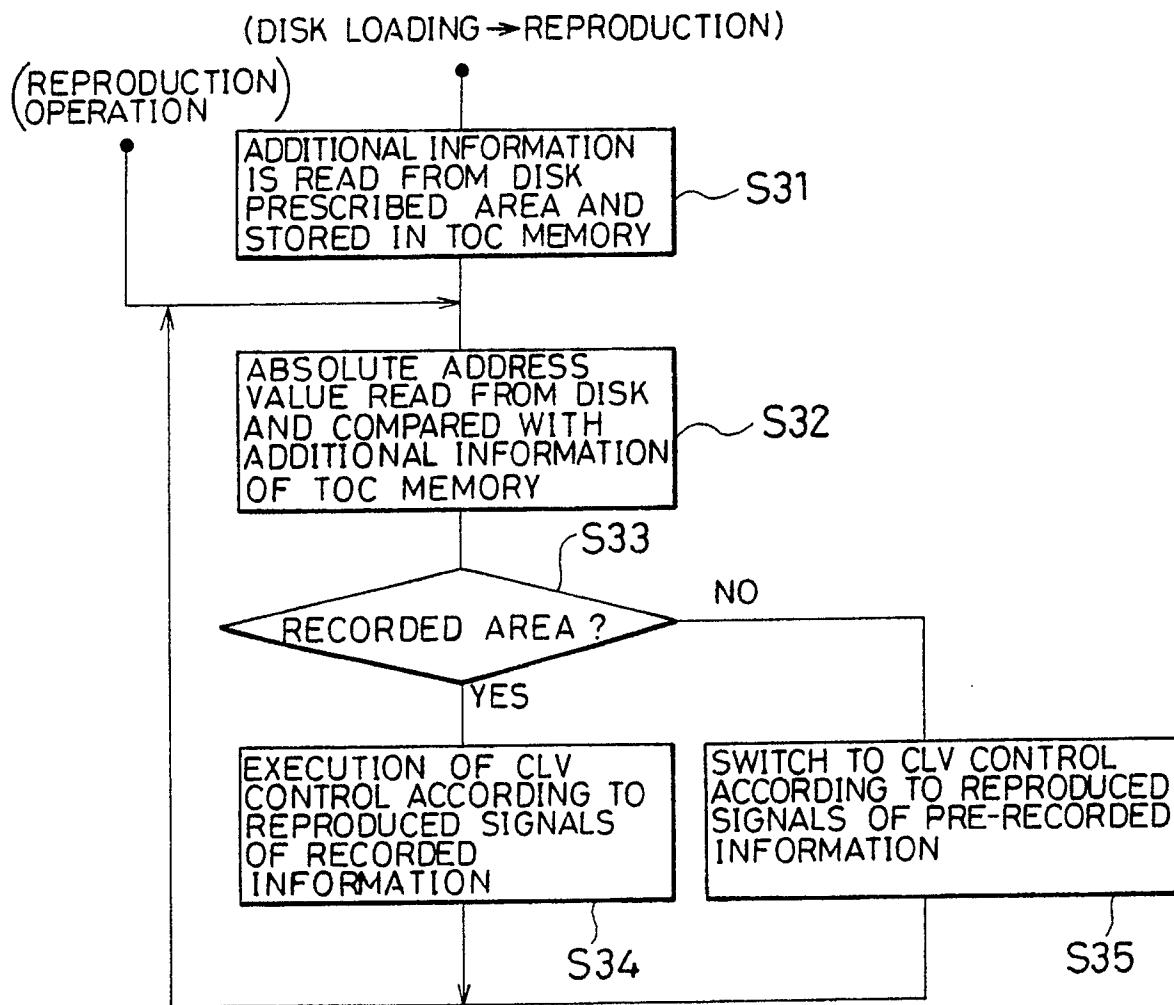 (DISK LOADING→REPRODUCTION)
(REPRODUCTION
OPERATION)
ADDITIONAL INFORMATION
IS READ FROM DISK
PRESCRIBED AREA AND
STORED IN TOC MEMORY
S31
ABSOLUTE ADDRESS
VALUE READ FROM DISK
AND COMPARED WITH
ADDITIONAL INFORMATION
OF TOC MEMORY
S32
S33
RECORDED AREA?
NO
YES
EXECUTION OF CLV
CONTROL ACCORDING TO
REPRODUCED SIGNALS
OF RECORDED
INFORMATION
S34
SWITCH TO CLV CONTROL
ACCORDING TO REPRODUCED
SIGNALS OF PRE-RECORDED
INFORMATION
S35